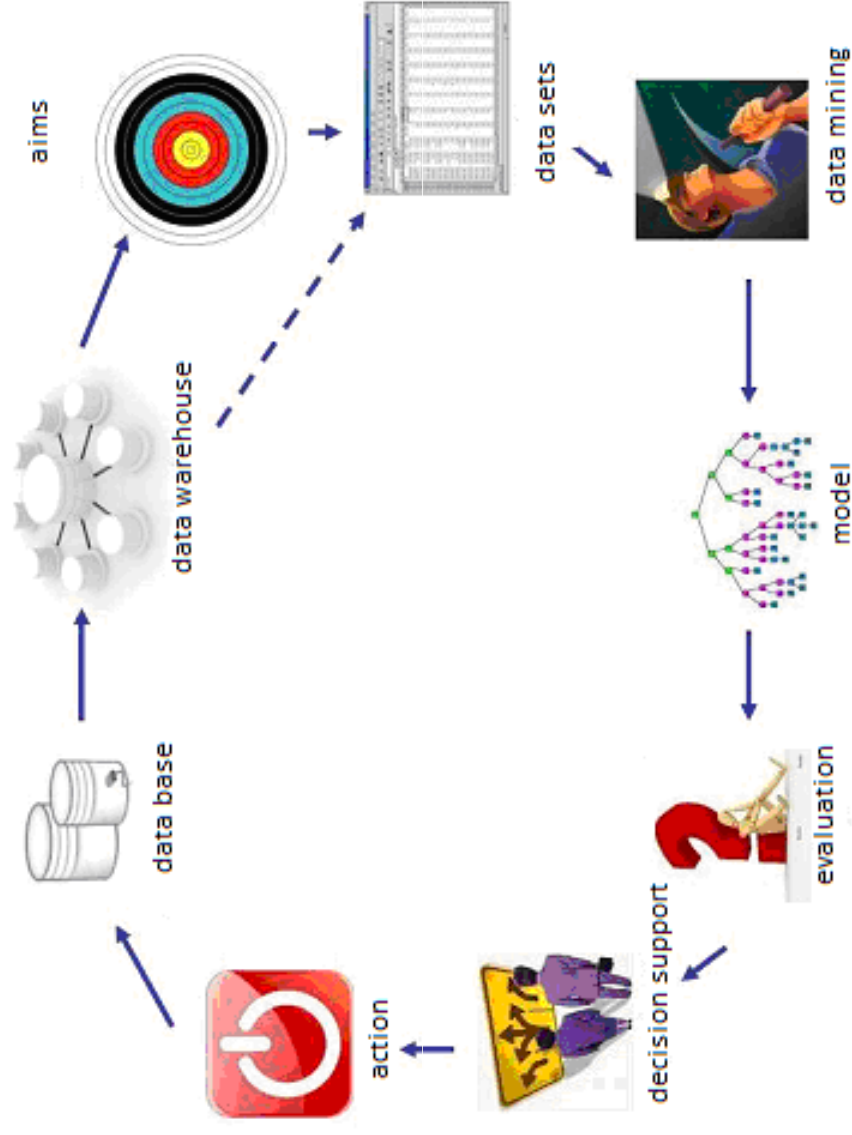 aims
data base
data warehouse
action
data sets
decision support
evaluation
model
data mining